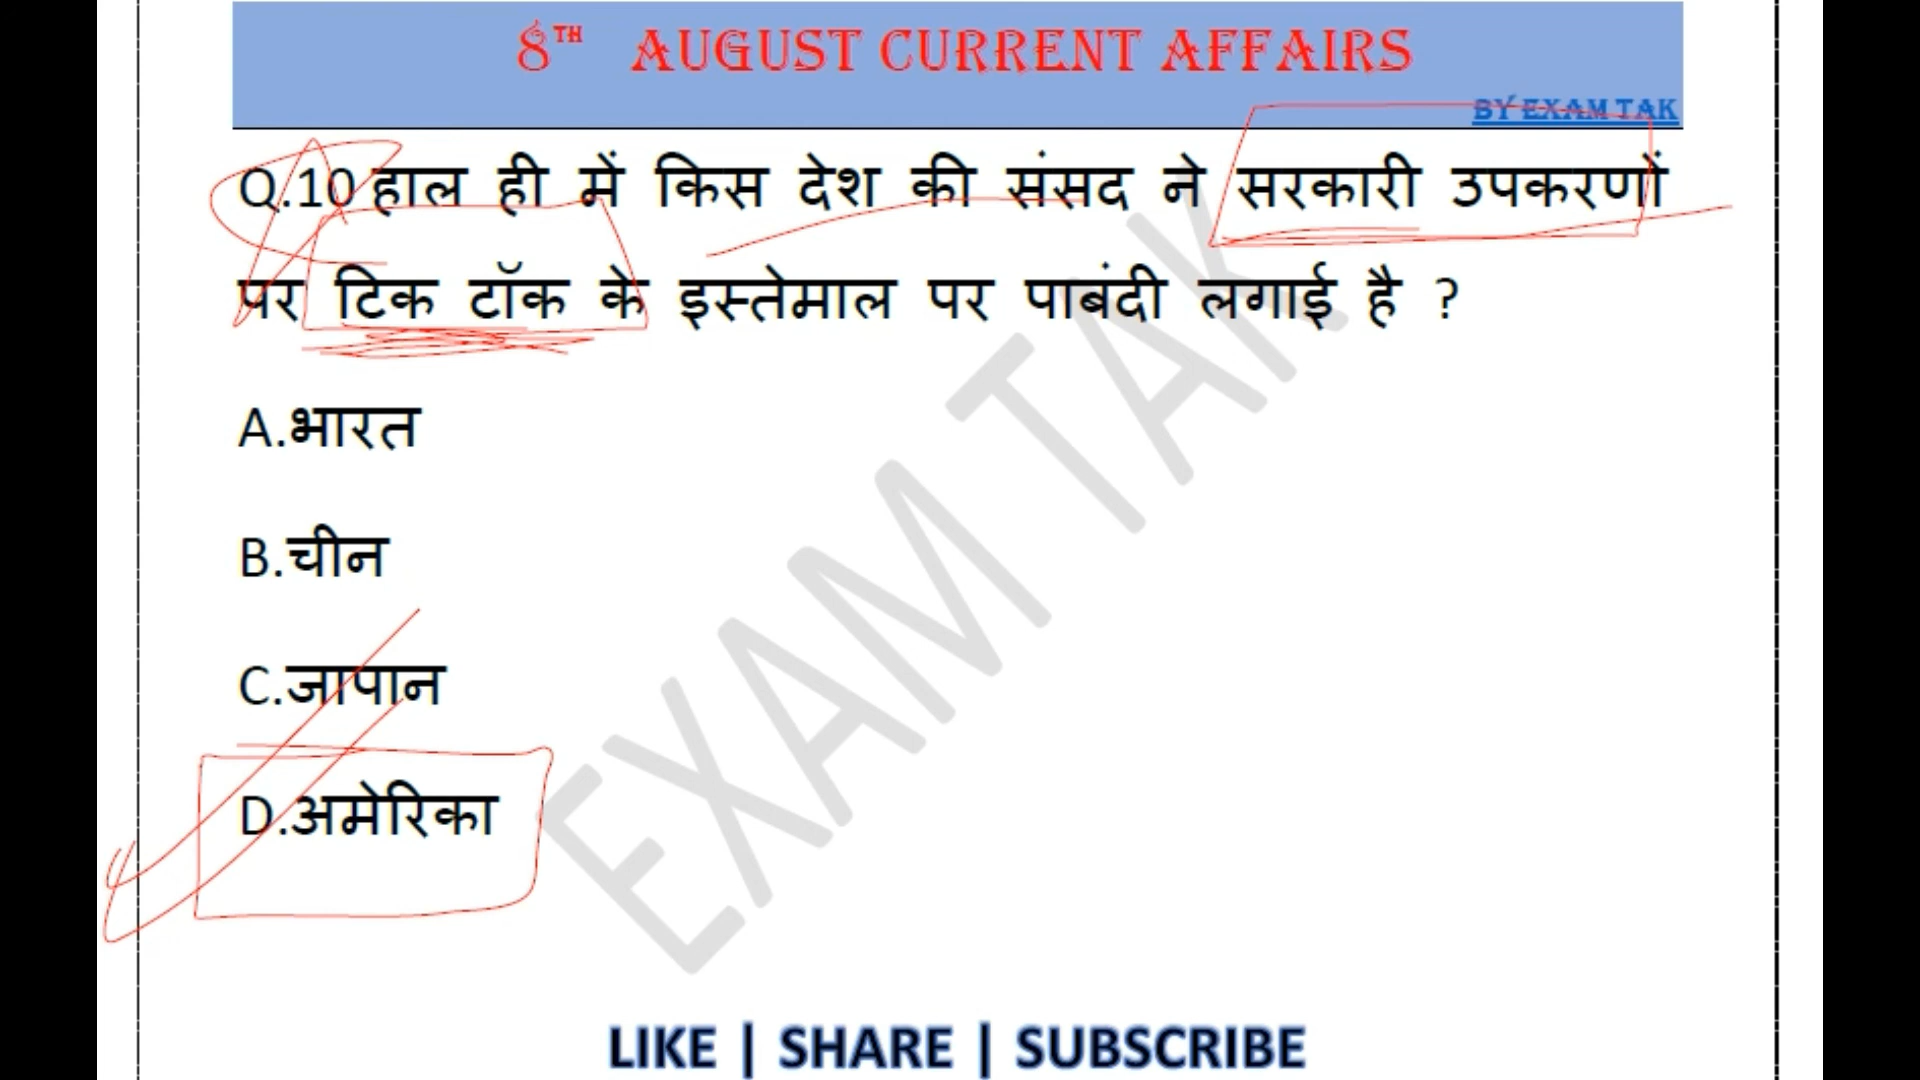 8TH AUGUST CURRENT AFFAIRS
BY EXAM TAK
Q.10 हाल ही में किस देश की संसद ने सरकारी उपकरणों
पर टिक टॉक के इस्तेमाल पर पाबंदी लगाई है ?
A.भारत
B.चीन
C.जापान
D.अमेरिका
EXAM TAK
LIKE | SHARE | SUBSCRIBE